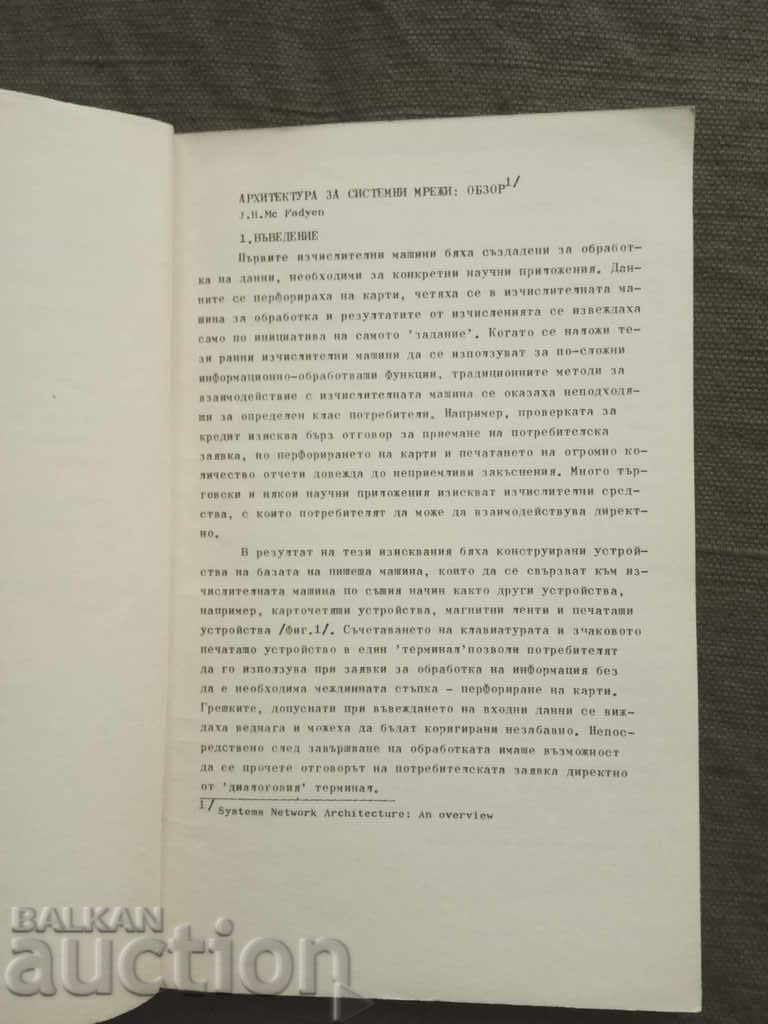 АРХИТЕКТУРА ЗА СИСТЕМНИ МРЕЖИ: ОБЗОР1/
J.H.Mc Fadyen
1.ВЪВЕДЕНИЕ
Първите изчислителни машини бяха създадени за обработ-
ка на данни, необходими за конкретни научни приложения. Дан-
ните се перфорираха на карти, четяха се в изчислителната ма-
шина за обработка и резултатите от изчисленията се извеждаха
само по инициатива на самото 'задание'. Когато се наложи те-
зи ранни изчислителни машини да се използуват за по-сложни
информационно-обработващи функции, традиционните методи за
взаимодействие с изчислителната машина се оказаха неподходя-
щи за определен клас потребители. Например, проверката за
кредит изисква бърз отговор за приемане на потребителска
заявка, но перфорирането на карти и печатането на огромно ко-
личество отчети довежда до неприемливи закъснения. Много тър-
говски и някои научни приложения изискват изчислителни сред-
ства, с които потребителят да може да взаимодействува директ-
но.
В резултат на тези изисквания бяха конструирани устрой-
ства на базата на пишеща машина, които да се свързват към из-
числителната машина по същия начин както други устройства,
например, карточетящи устройства, магнитни ленти и печатащи
устройства /фиг.1/. Съчетаването на клавиатурата и знаковото
печатащо устройство в един 'терминал'позволи потребителят
да го използува при заявки за обработка на информация без
да е необходима междинната стъпка - перфориране на карти.
Грешките, допуснати при въвеждането на входни данни се виж-
даха веднага и можеха да бъдат коригирани незабавно. Непос-
редствено след завършване на обработката имаше възможност
да се прочете отговорът на потребителската заявка директно
от 'диалоговия' терминал.
1/ Systems Network Architecture: An overview
BALKAN
auction